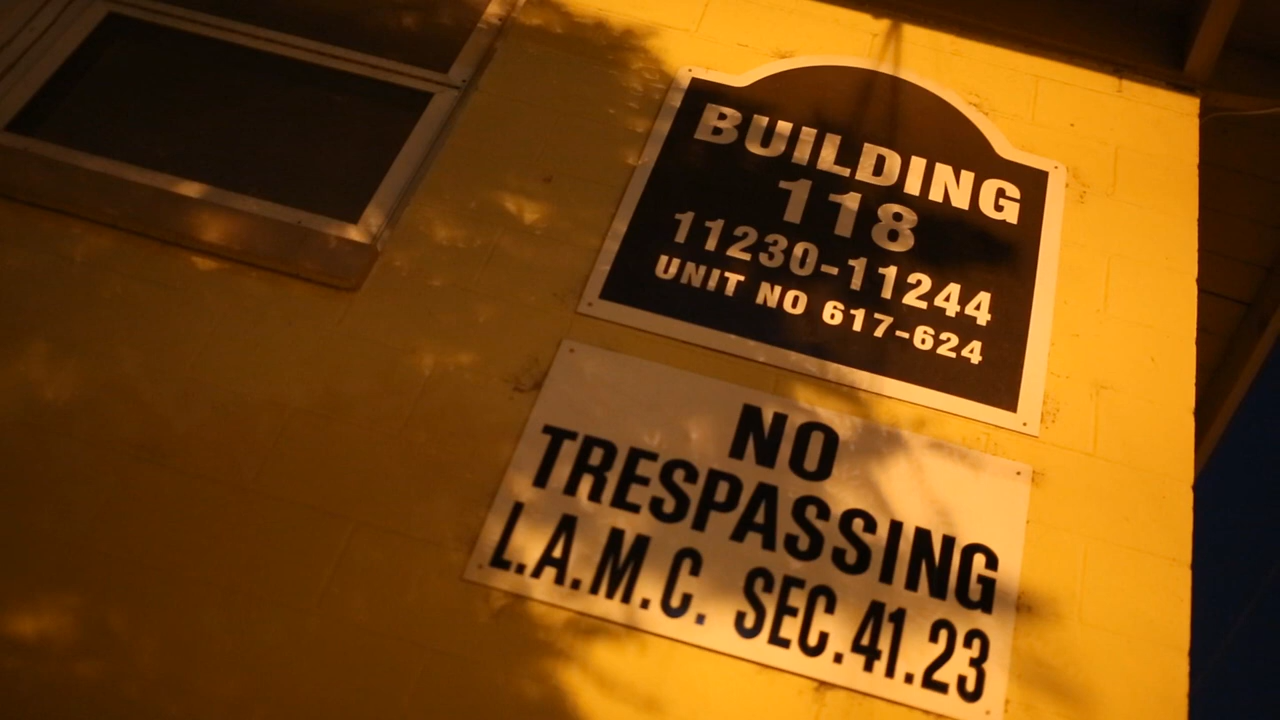 BUILDING
118
11230-11244
UNIT NO 617-624
NO
TRESPASSING
L.A.M.C. SEC.41.23